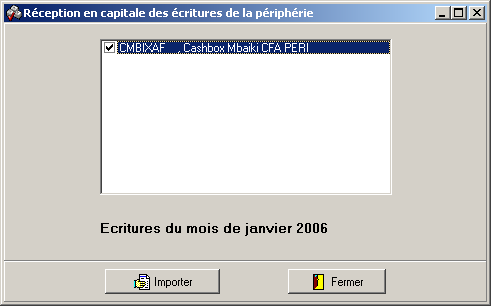 Réception en capitale des écritures de la périphérie
CMBIXAF , Cashbox Mbaiki CFA PERI
Ecritures du mois de janvier 2006
Importer Fermer